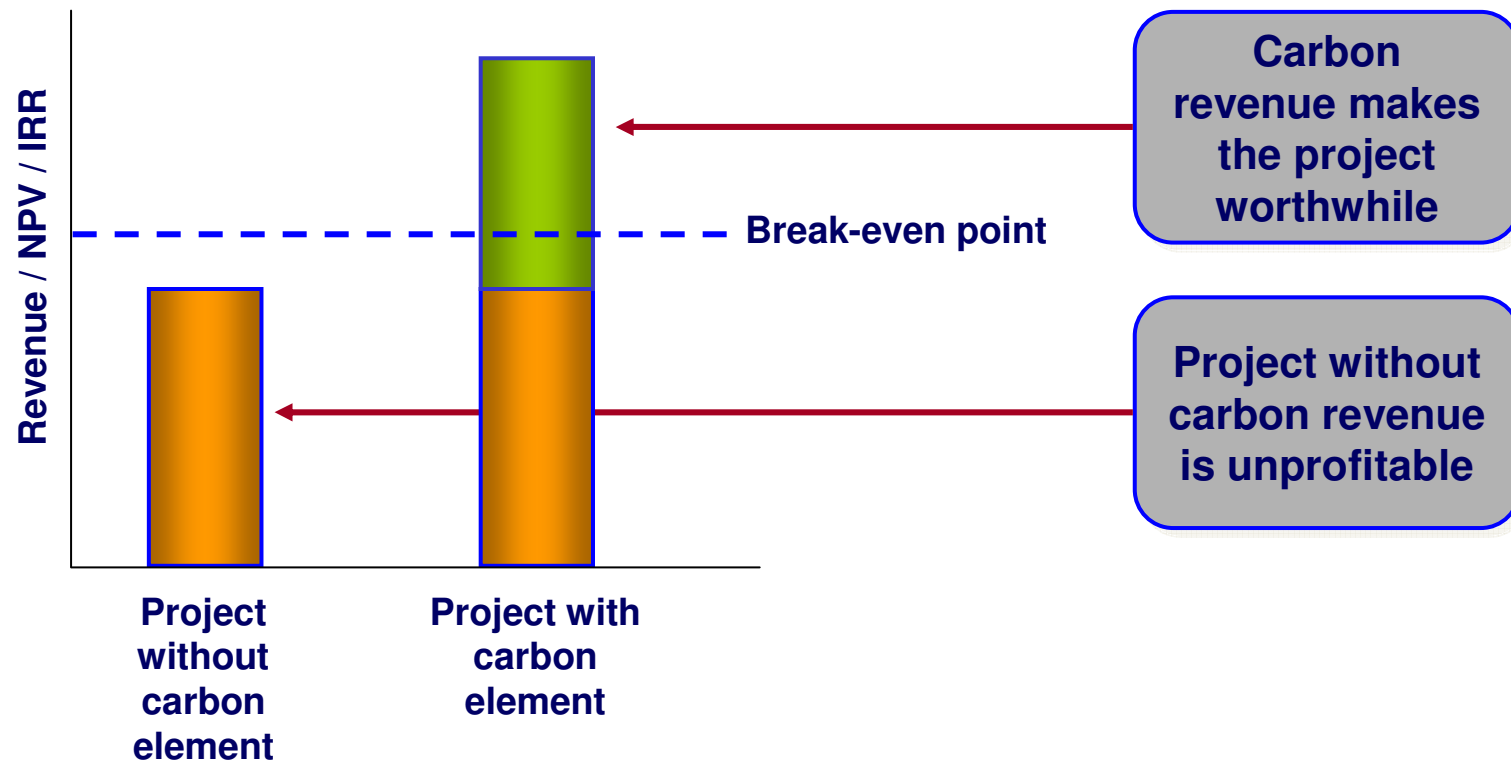 Revenue / NPV / IRR
Carbon
revenue makes
the project
worthwhile
Break-even point
Project without
carbon revenue
is unprofitable
Project
without
carbon
element
Project with
carbon
element